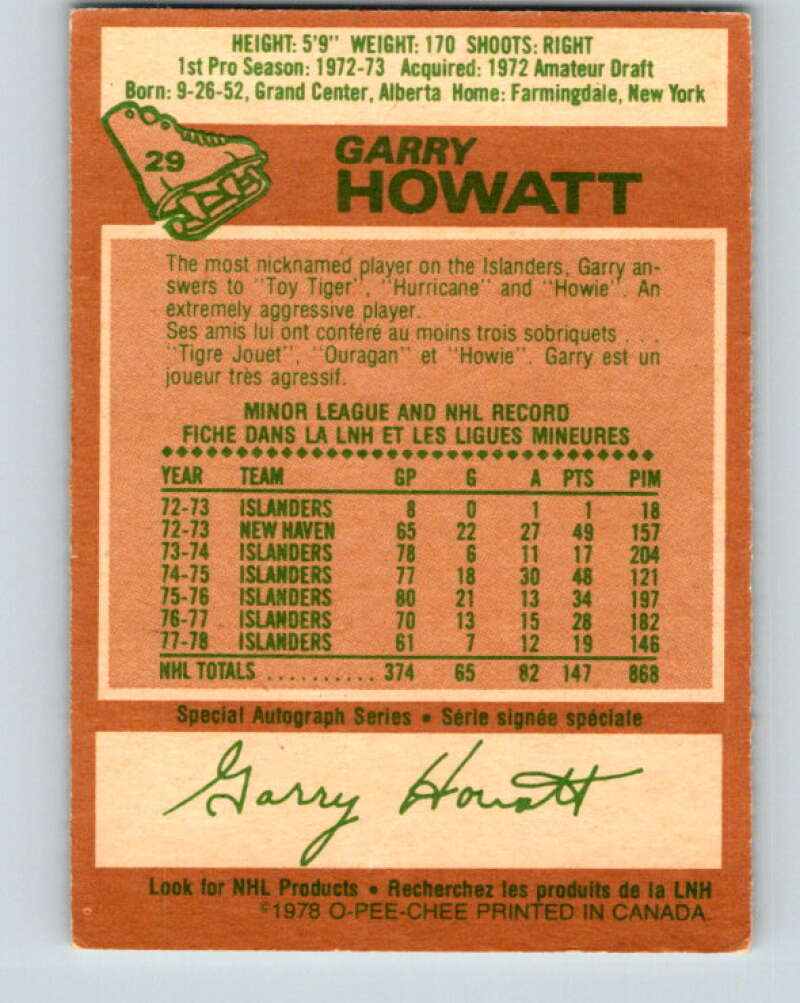 HEIGHT: 5'9" WEIGHT: 170 SHOOTS: RIGHT
1st Pro Season: 1972-73 Acquired: 1972 Amateur Draft
Born: 9-26-52, Grand Center, Alberta Home: Farmingdale, New York
29
GARRY
HOWATT
The most nicknamed player on the Islanders, Garry an-
swers to "Toy Tiger", "Hurricane" and "Howie". An
extremely aggressive player.
Ses amis lui ont conféré au moins trois sobriquets . . .
"Tigre Jouet", "Ouragan" et "Howie". Garry est un
joueur très agressif.
MINOR LEAGUE AND NHL RECORD
FICHE DANS LA LNH ET LES LIGUES MINEURES
YEAR TEAM GP G A PTS PIM
72-73 ISLANDERS 8 0 1 1 18
72-73 NEW HAVEN 65 22 27 49 157
73-74 ISLANDERS 78 6 11 17 204
74-75 ISLANDERS 77 18 30 48 121
75-76 ISLANDERS 80 21 13 34 197
76-77 ISLANDERS 70 13 15 28 182
77-78 ISLANDERS 61 7 12 19 146
NHL TOTALS .......... 374 65 82 147 868
Special Autograph Series • Série signée spéciale
Garry Howatt
Look for NHL Products • Recherchez les produits de la LNH
©1978 O-PEE-CHEE PRINTED IN CANADA